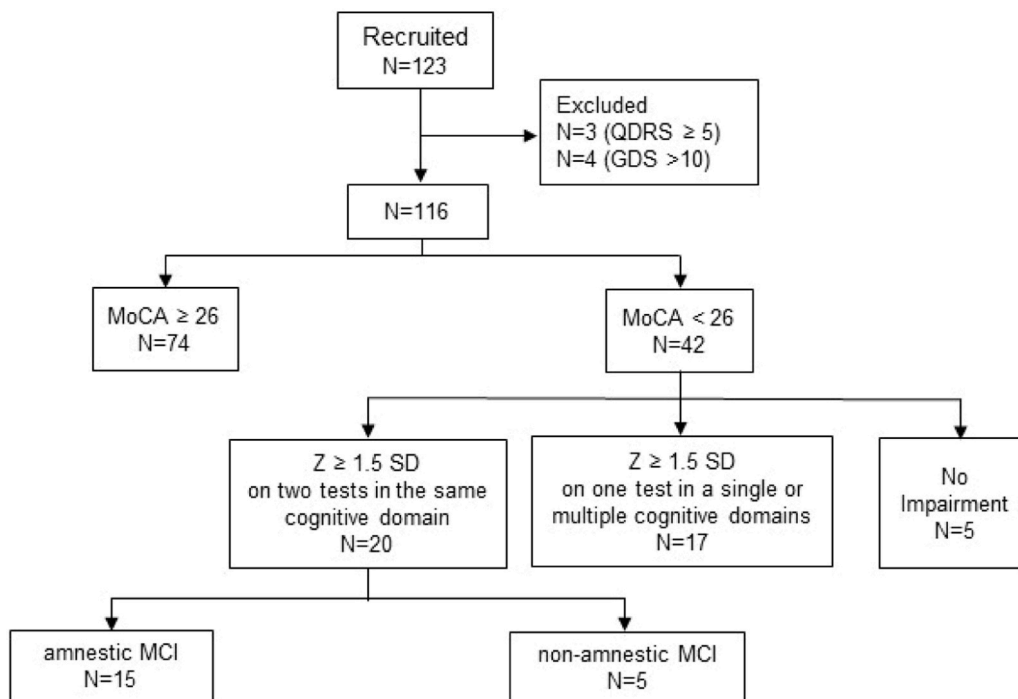 Recruited
N=123
Excluded
N=3 (QDRS ≥ 5)
N=4 (GDS >10)
N=116
MoCA ≥ 26
N=74
MoCA < 26
N=42
Z ≥ 1.5 SD
on two tests in the same
cognitive domain
N=20
Z ≥ 1.5 SD
on one test in a single or
multiple cognitive domains
N=17
No
Impairment
N=5
amnestic MCI
N=15
non-amnestic MCI
N=5